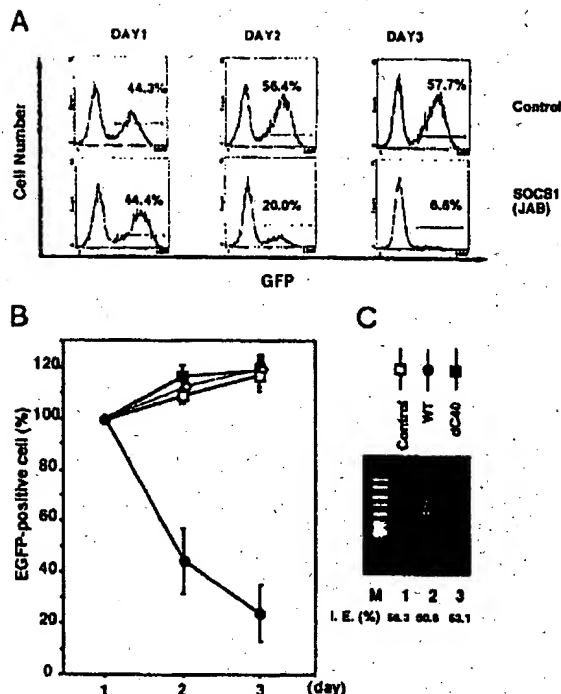 A
DAY1 DAY2 DAY3
Cell Number
44.3% 56.4% 57.7% Control
44.4% 20.0% 6.8% SOCS1
(JAB)
GFP
B
EGFP-positive cell (%)
120
100
80
60
40
20
0
1 2 3 (day)
C
Control WT dC40
M 1 2 3
I. E. (%)